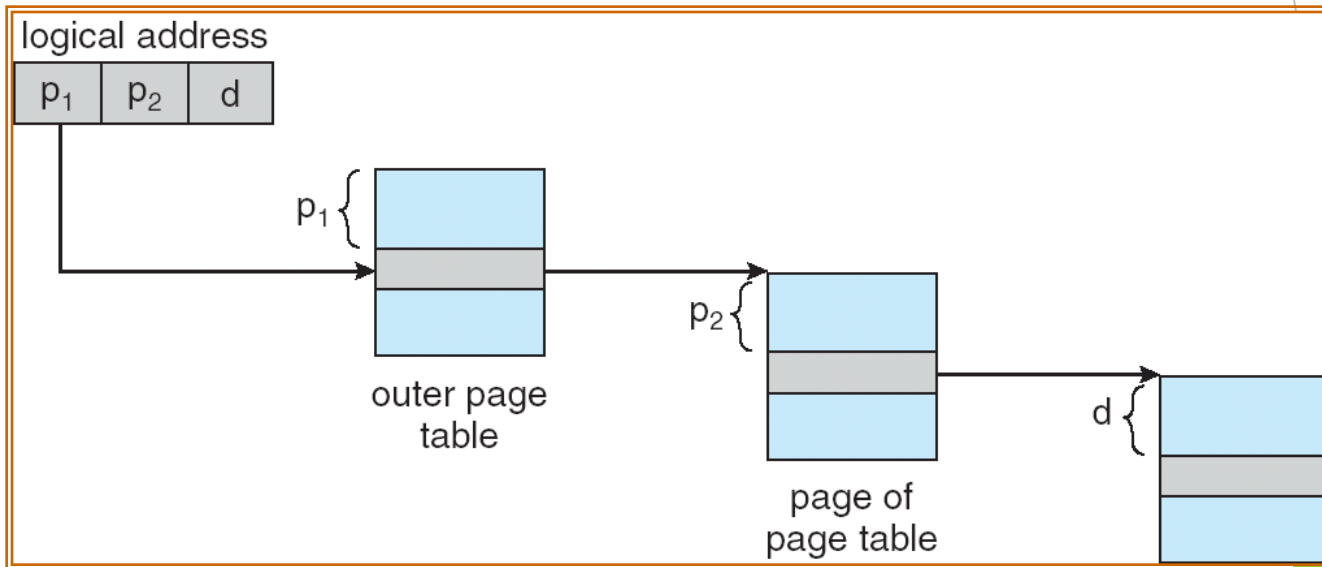 logical address
p₁ p₂ d
p₁
outer page
table
p₂
page of
page table
d